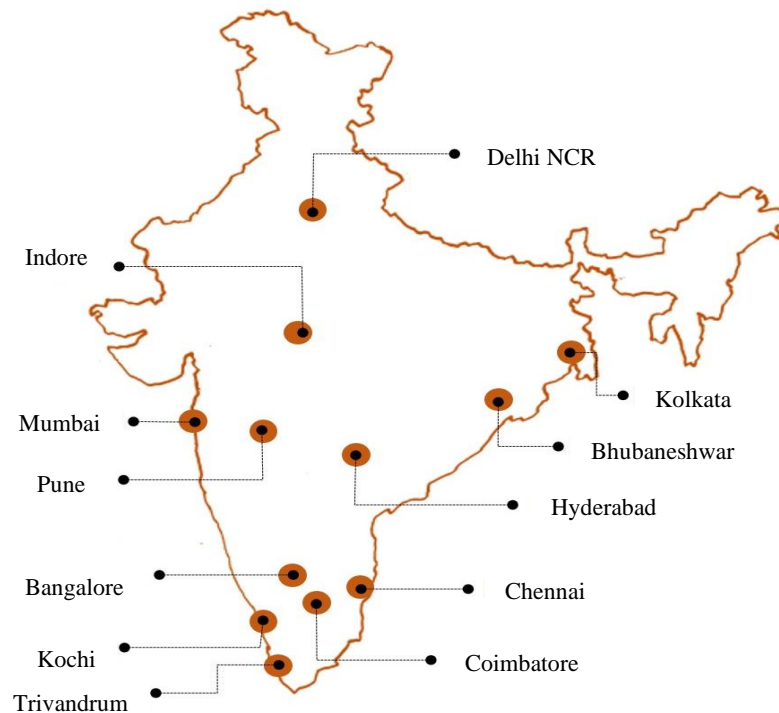 Delhi NCR
Indore
Kolkata
Mumbai
Bhubaneshwar
Pune
Hyderabad
Bangalore
Chennai
Kochi
Coimbatore
Trivandrum